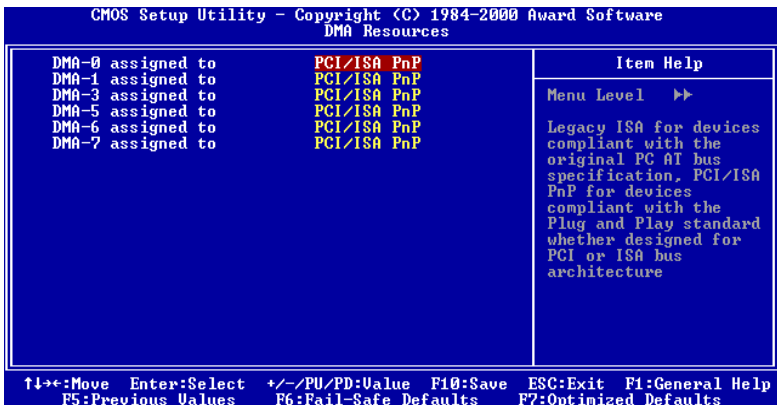 CMOS Setup Utility - Copyright (C) 1984-2000 Award Software
DMA Resources
DMA-0 assigned to PCI/ISA PnP
DMA-1 assigned to PCI/ISA PnP
DMA-3 assigned to PCI/ISA PnP
DMA-5 assigned to PCI/ISA PnP
DMA-6 assigned to PCI/ISA PnP
DMA-7 assigned to PCI/ISA PnP
Item Help
Menu Level ▶▶
Legacy ISA for devices
compliant with the
original PC AT bus
specification, PCI/ISA
PnP for devices
compliant with the
Plug and Play standard
whether designed for
PCI or ISA bus
architecture
↑↓→←:Move Enter:Select +/-/PU/PD:Value F10:Save ESC:Exit F1:General Help
F5:Previous Values F6:Fail-Safe Defaults F7:Optimized Defaults